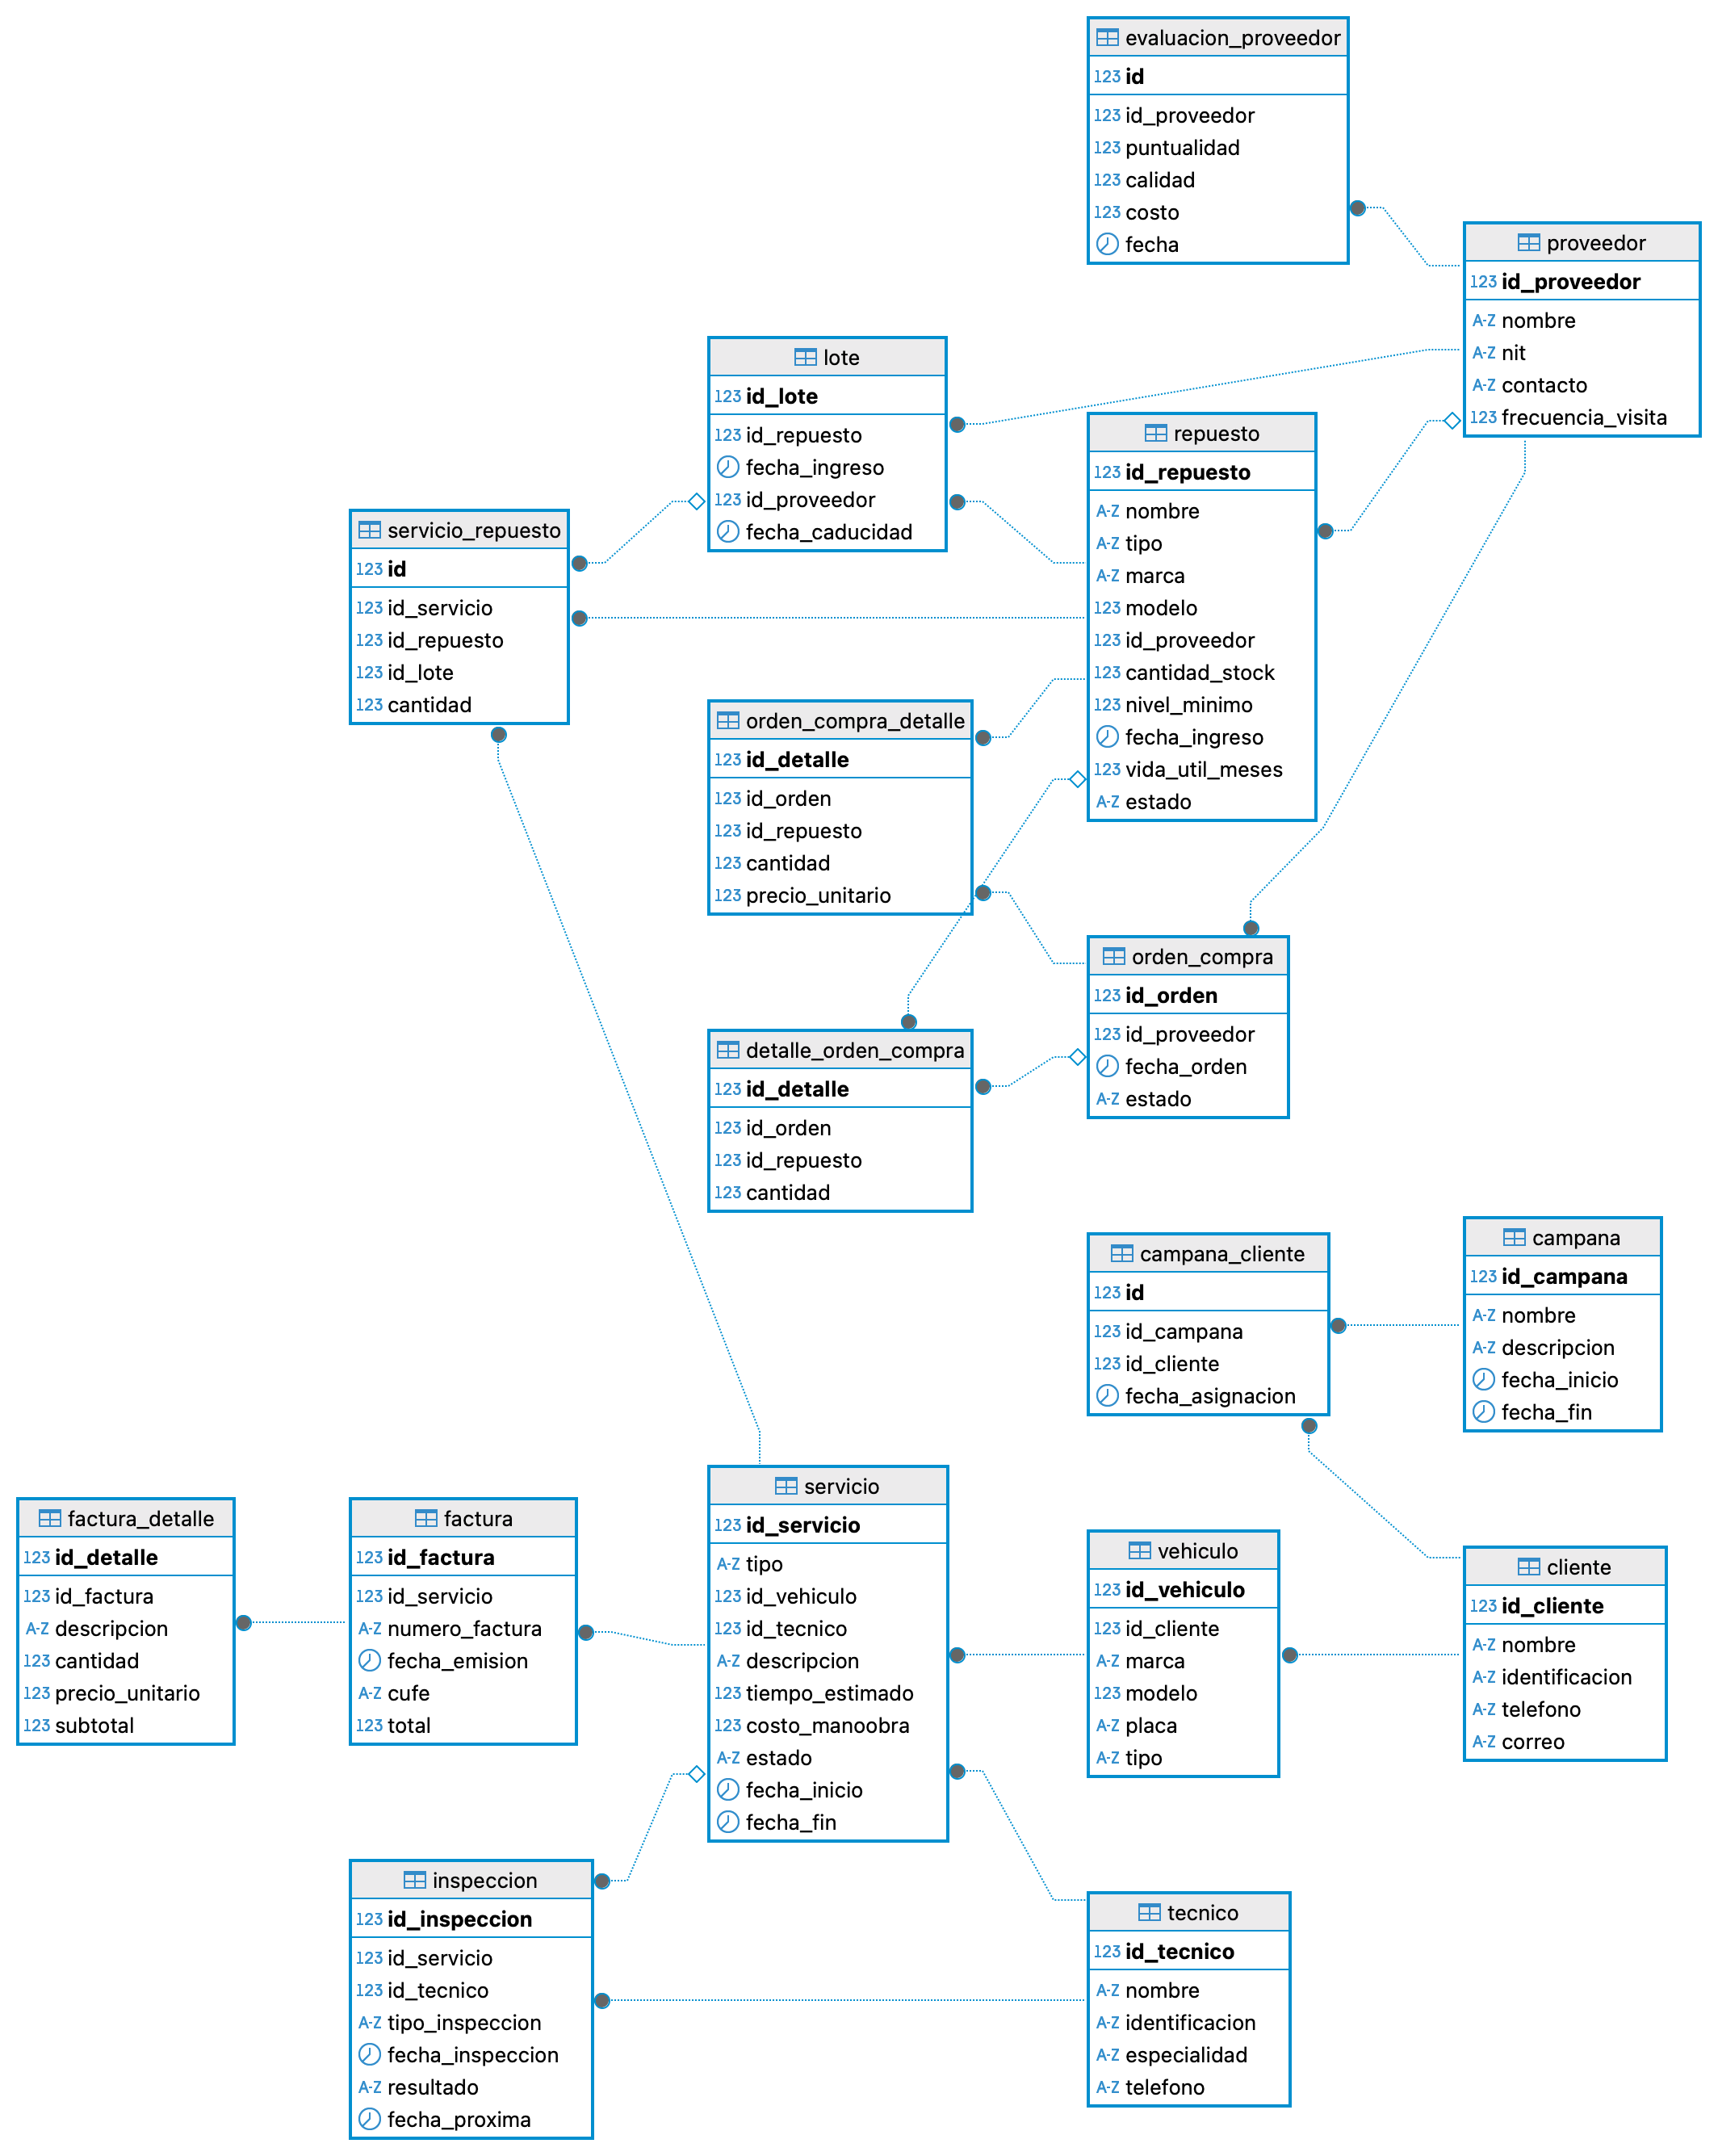 evaluacion_proveedor
123 id
123 id_proveedor
123 puntualidad
123 calidad
123 costo
fecha
proveedor
123 id_proveedor
A-Z nombre
A-Z nit
A-Z contacto
123 frecuencia_visita
lote
123 id_lote
123 id_repuesto
fecha_ingreso
123 id_proveedor
fecha_caducidad
repuesto
123 id_repuesto
A-Z nombre
A-Z tipo
A-Z marca
123 modelo
123 id_proveedor
123 cantidad_stock
123 nivel_minimo
fecha_ingreso
123 vida_util_meses
A-Z estado
servicio_repuesto
123 id
123 id_servicio
123 id_repuesto
123 id_lote
123 cantidad
orden_compra_detalle
123 id_detalle
123 id_orden
123 id_repuesto
123 cantidad
123 precio_unitario
orden_compra
123 id_orden
123 id_proveedor
fecha_orden
A-Z estado
detalle_orden_compra
123 id_detalle
123 id_orden
123 id_repuesto
123 cantidad
campana_cliente
123 id
123 id_campana
123 id_cliente
fecha_asignacion
campana
123 id_campana
A-Z nombre
A-Z descripcion
fecha_inicio
fecha_fin
factura_detalle
123 id_detalle
123 id_factura
A-Z descripcion
123 cantidad
123 precio_unitario
123 subtotal
factura
123 id_factura
123 id_servicio
A-Z numero_factura
fecha_emision
A-Z cufe
123 total
servicio
123 id_servicio
A-Z tipo
123 id_vehiculo
123 id_tecnico
A-Z descripcion
123 tiempo_estimado
123 costo_manoobra
A-Z estado
fecha_inicio
fecha_fin
vehiculo
123 id_vehiculo
123 id_cliente
A-Z marca
123 modelo
A-Z placa
A-Z tipo
cliente
123 id_cliente
A-Z nombre
A-Z identificacion
A-Z telefono
A-Z correo
inspeccion
123 id_inspeccion
123 id_servicio
123 id_tecnico
A-Z tipo_inspeccion
fecha_inspeccion
A-Z resultado
fecha_proxima
tecnico
123 id_tecnico
A-Z nombre
A-Z identificacion
A-Z especialidad
A-Z telefono